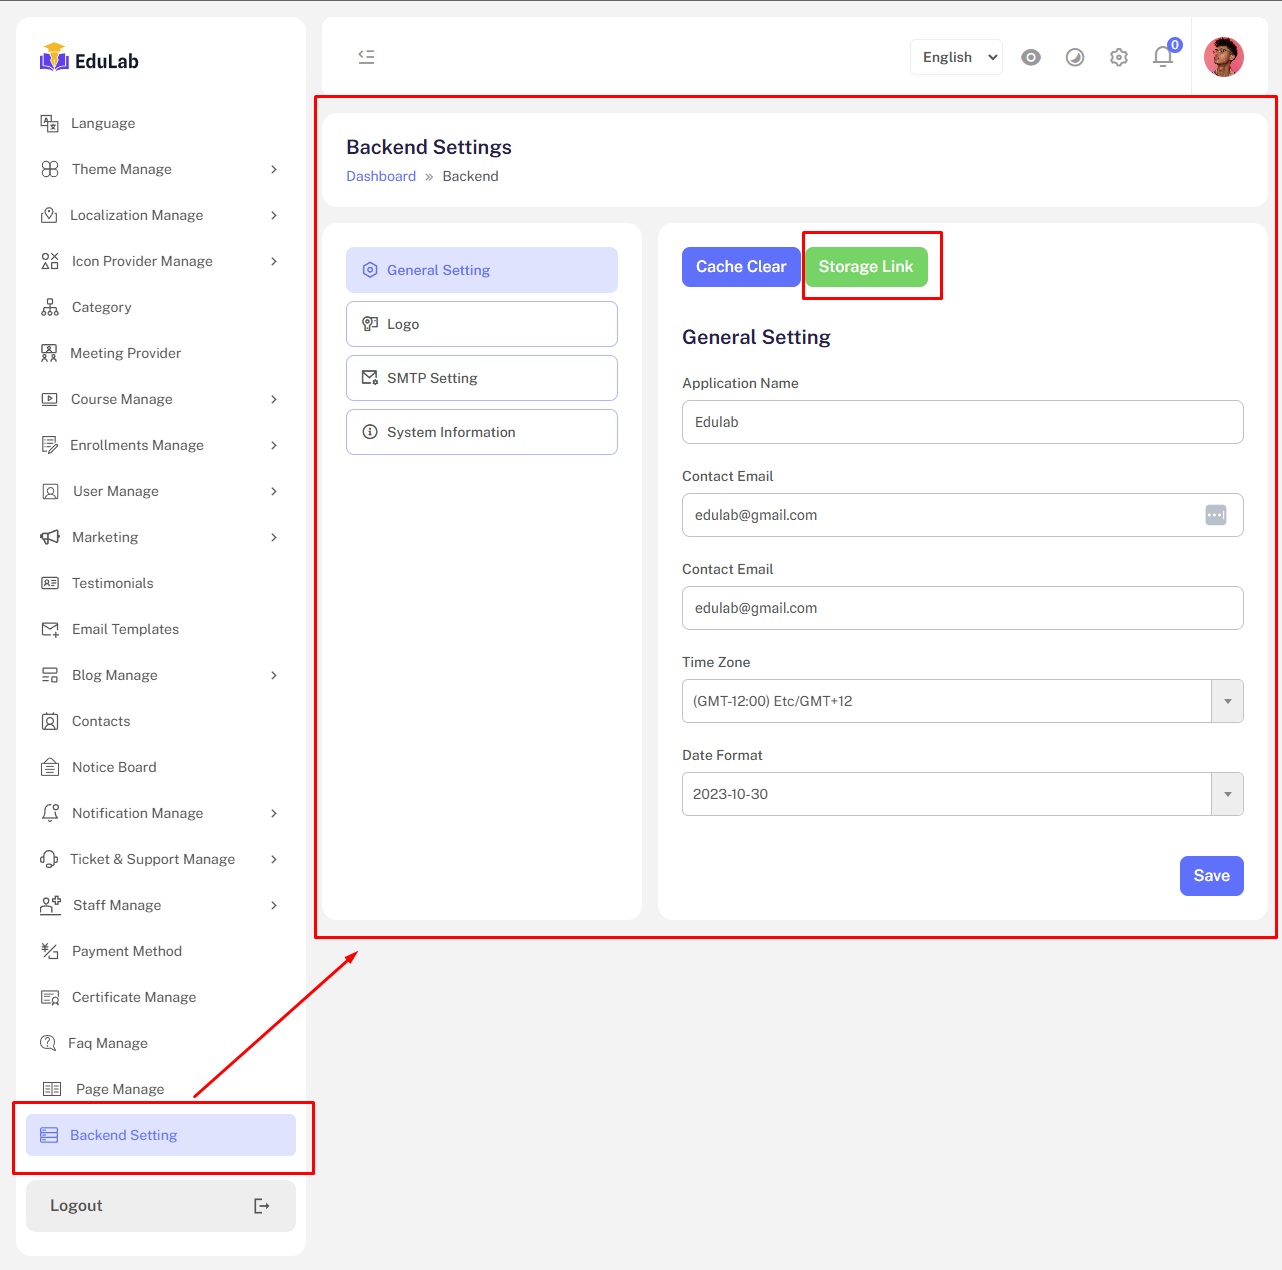 EduLab
Language
Theme Manage
Localization Manage
Icon Provider Manage
Category
Meeting Provider
Course Manage
Enrollments Manage
User Manage
Marketing
Testimonials
Email Templates
Blog Manage
Contacts
Notice Board
Notification Manage
Ticket & Support Manage
Staff Manage
Payment Method
Certificate Manage
Faq Manage
Page Manage
Backend Setting
Logout
English
0
Backend Settings
Dashboard » Backend
General Setting
Logo
SMTP Setting
System Information
Cache Clear Storage Link
General Setting
Application Name
Edulab
Contact Email
edulab@gmail.com
Contact Email
edulab@gmail.com
Time Zone
(GMT-12:00) Etc/GMT+12
Date Format
2023-10-30
Save